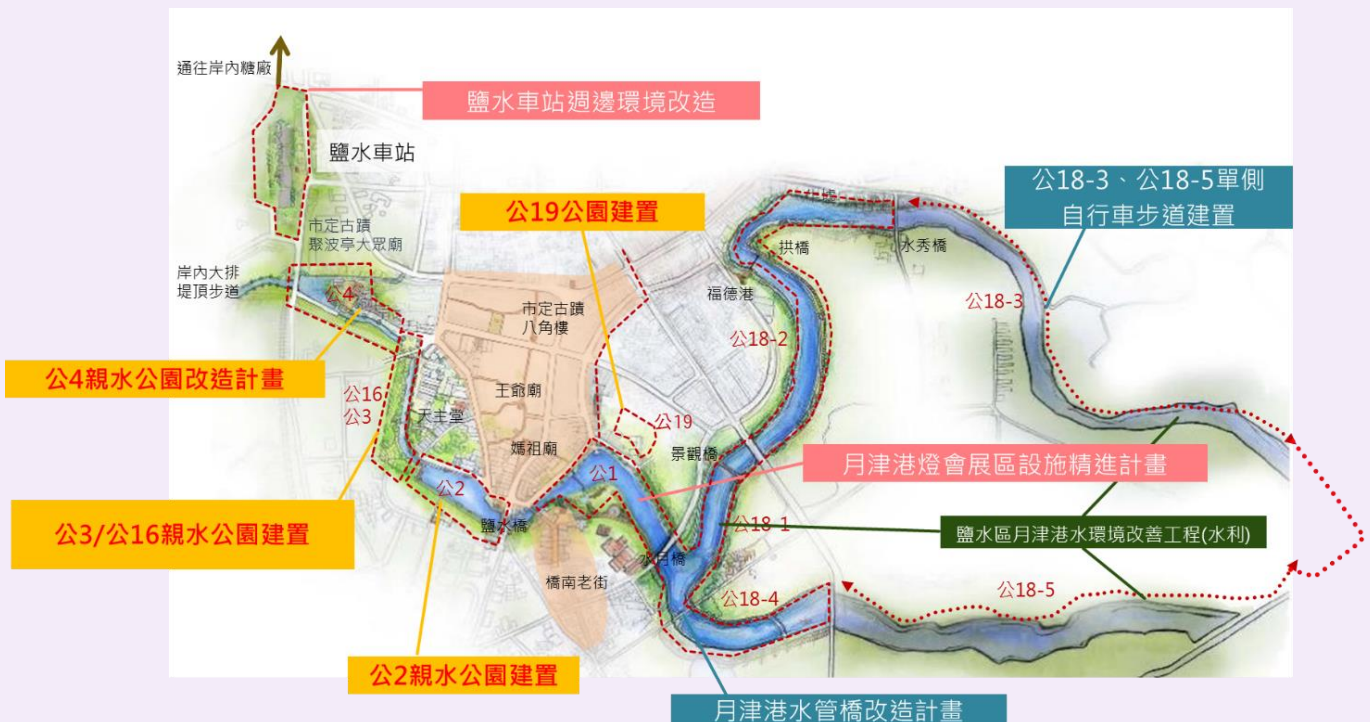 通往岸內糖廠
鹽水車站週邊環境改造
鹽水車站
公18-3、公18-5單側
自行車步道建置
公19公園建置
市定古蹟
聚波亭大眾廟
拱橋
水秀橋
岸內大排
堤頂步道
公4
福德港
公18-3
市定古蹟
八角樓
公18-2
公4親水公園改造計畫
王爺廟
公16
公3
天主堂
公19
媽祖廟
景觀橋
月津港燈會展區設施精進計畫
公1
公2
公3/公16親水公園建置
鹽水橋
公18-1
鹽水區月津港水環境改善工程(水利)
水月橋
橋南老街
公18-4
公18-5
公2親水公園建置
月津港水管橋改造計畫